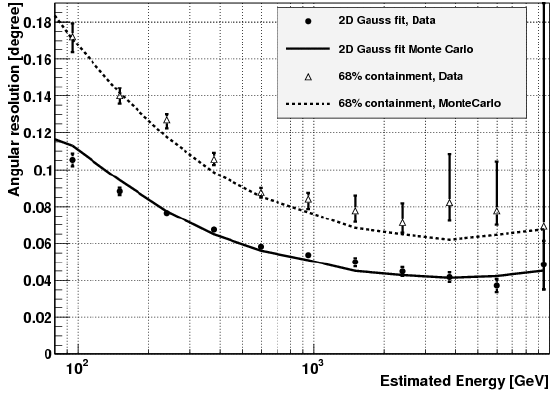 Angular resolution [degree]
0.18
0.16
0.14
0.12
0.1
0.08
0.06
0.04
0.02
0
2D Gauss fit, Data
2D Gauss fit Monte Carlo
68% containment, Data
68% containment, MonteCarlo
10²
10³
Estimated Energy [GeV]